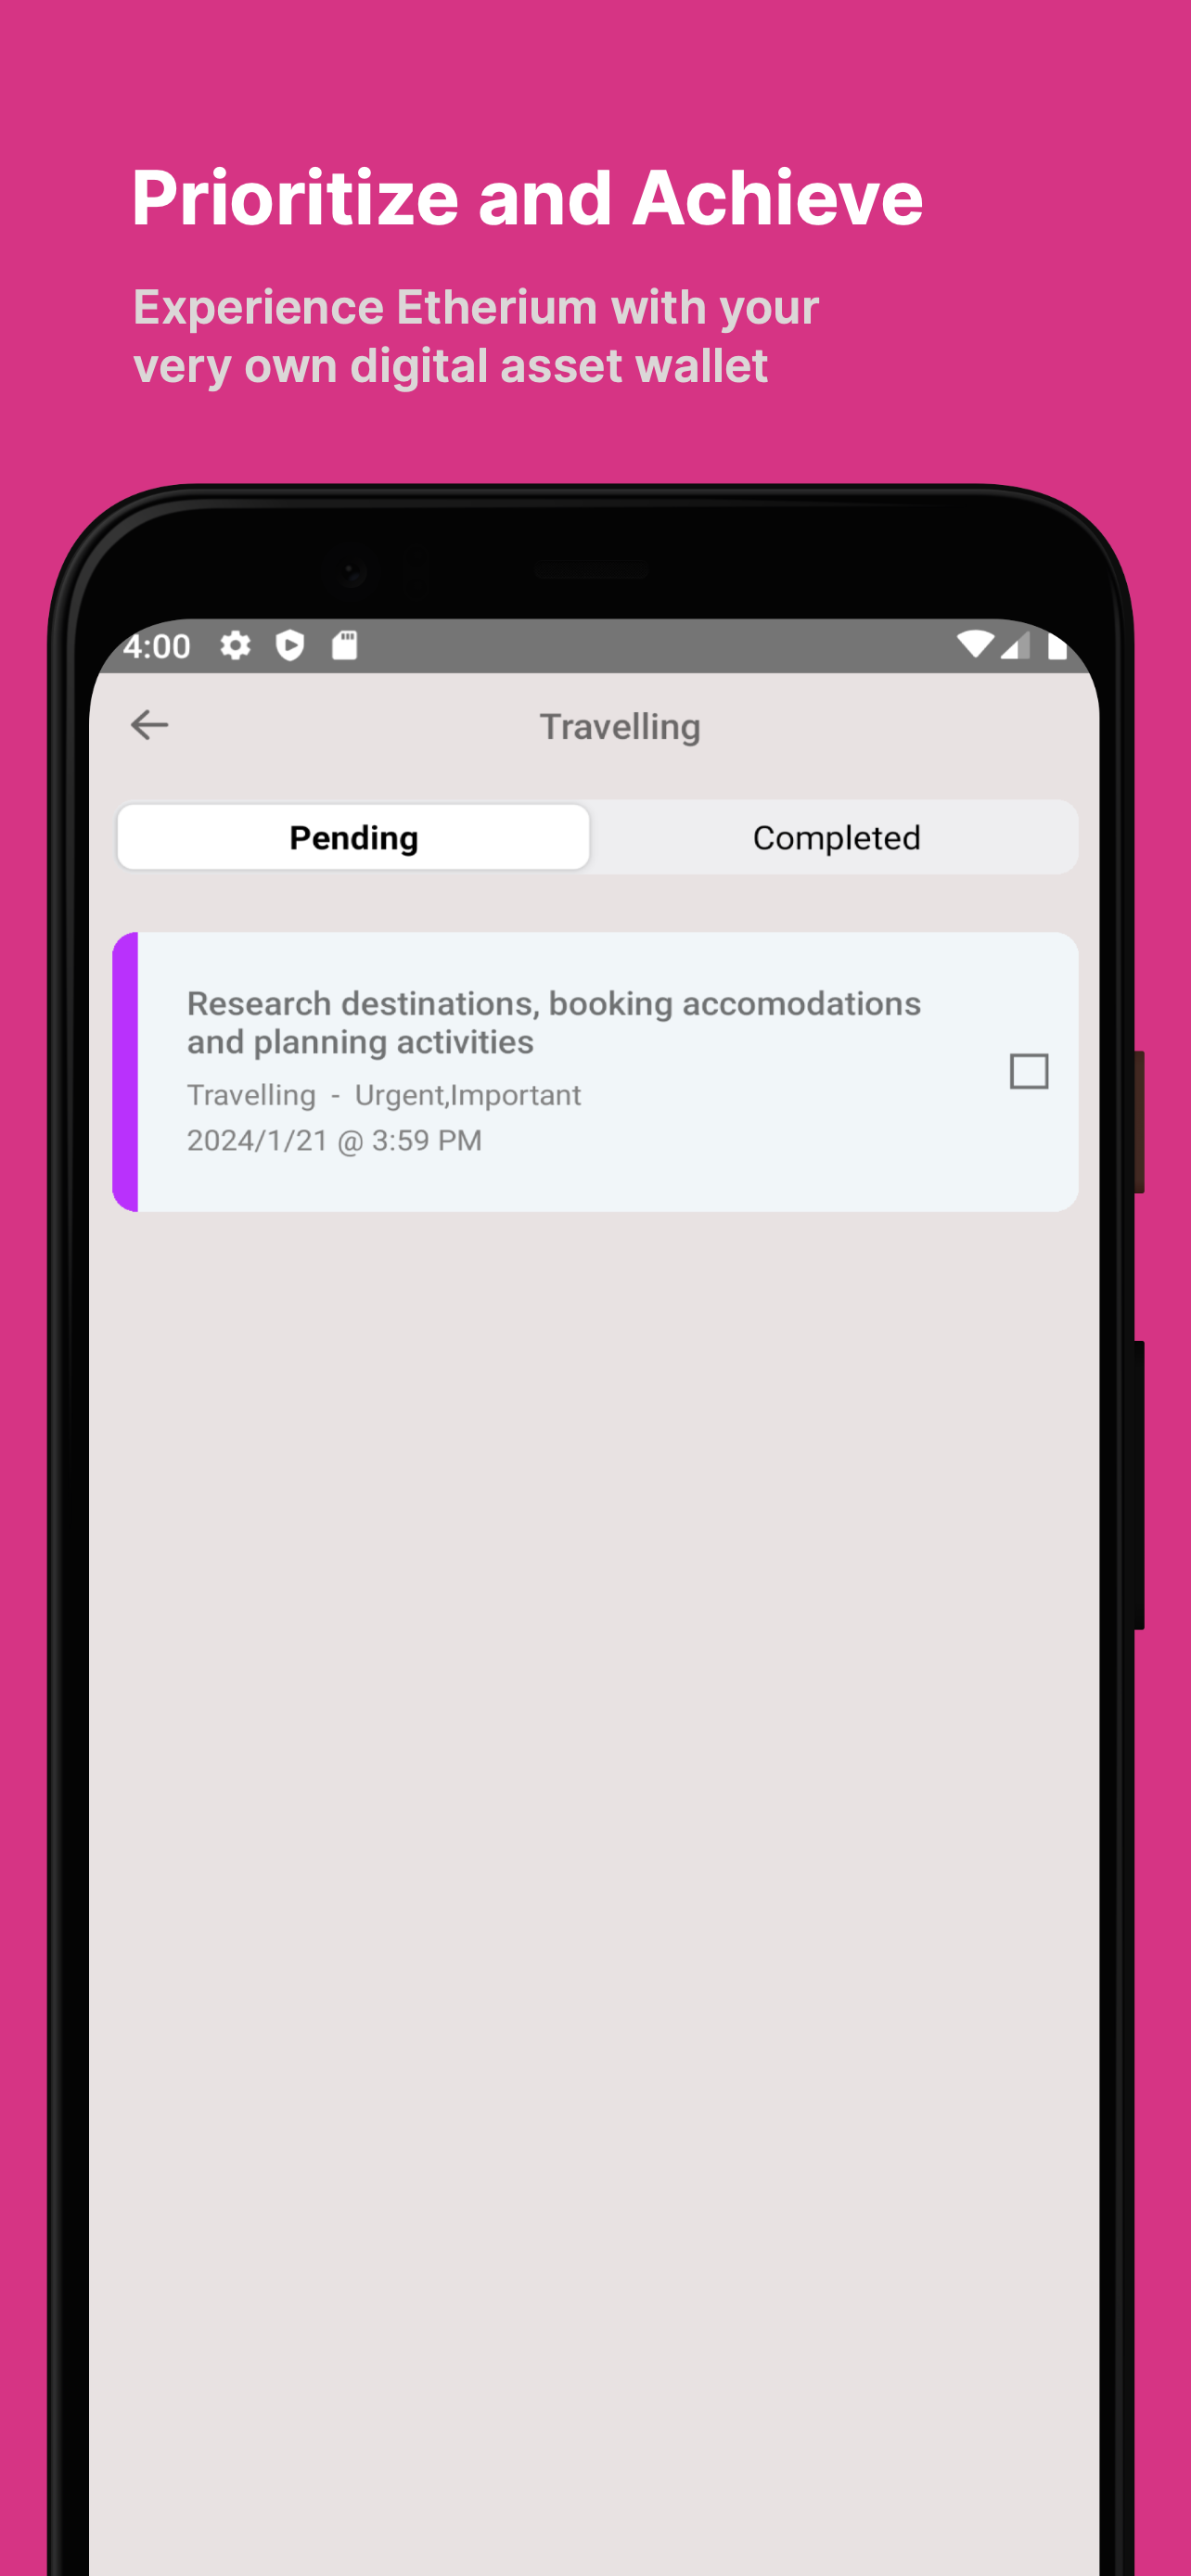 Prioritize and Achieve
Experience Etherium with your
very own digital asset wallet
4:00
Travelling
Pending
Completed
Research destinations, booking accomodations
and planning activities
Travelling - Urgent,Important
2024/1/21 @ 3:59 PM